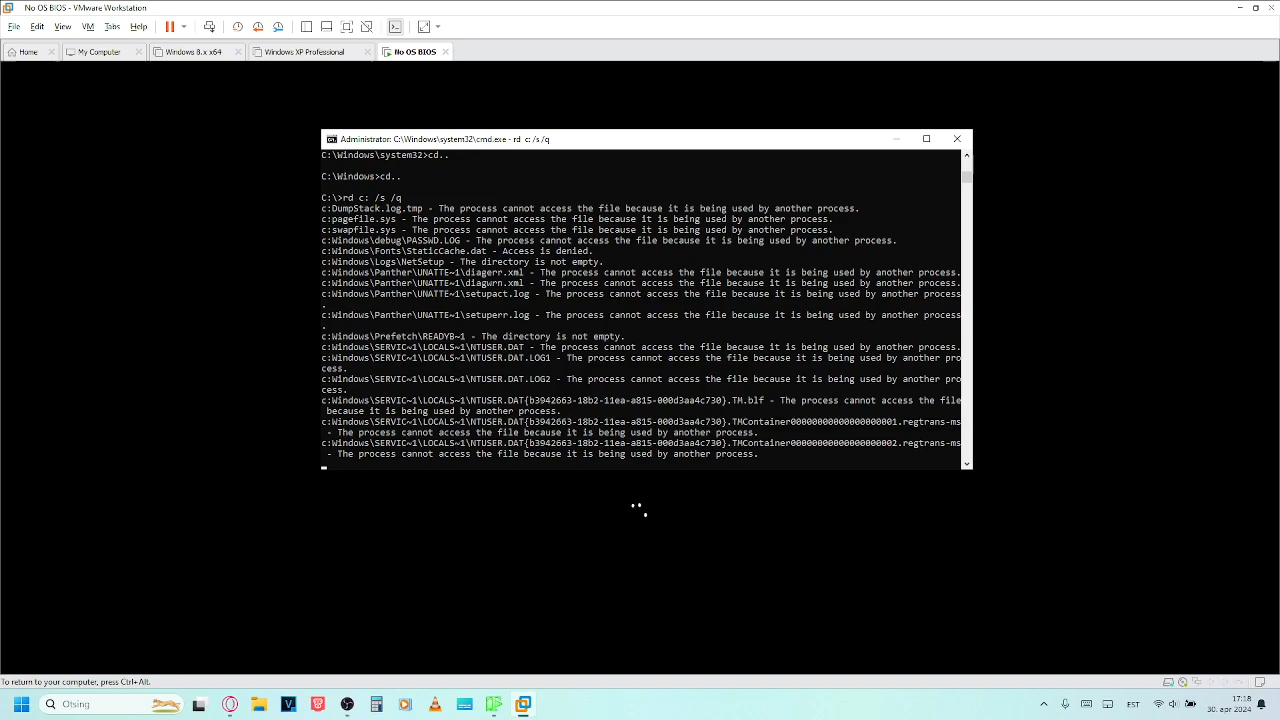 No OS BIOS - VMware Workstation
File Edit View VM Tabs Help
Home My Computer Windows 8.x x64 Windows XP Professional No OS BIOS
Administrator: C:\Windows\system32\cmd.exe - rd c: /s /q
C:\Windows\system32>cd..
C:\Windows>cd..
C:\>rd c: /s /q
c:DumpStack.log.tmp - The process cannot access the file because it is being used by another process.
c:pagefile.sys - The process cannot access the file because it is being used by another process.
c:swapfile.sys - The process cannot access the file because it is being used by another process.
c:Windows\debug\PASSWD.LOG - The process cannot access the file because it is being used by another process.
c:Windows\Fonts\StaticCache.dat - Access is denied.
c:Windows\Logs\NetSetup - The directory is not empty.
c:Windows\Panther\UNATTE~1\diagerr.xml - The process cannot access the file because it is being used by another process.
c:Windows\Panther\UNATTE~1\diagwrn.xml - The process cannot access the file because it is being used by another process.
c:Windows\Panther\UNATTE~1\setupact.log - The process cannot access the file because it is being used by another process
.
c:Windows\Panther\UNATTE~1\setuperr.log - The process cannot access the file because it is being used by another process
.
c:Windows\Prefetch\READYB~1 - The directory is not empty.
c:Windows\SERVIC~1\LOCALS~1\NTUSER.DAT - The process cannot access the file because it is being used by another process.
c:Windows\SERVIC~1\LOCALS~1\NTUSER.DAT.LOG1 - The process cannot access the file because it is being used by another pro
cess.
c:Windows\SERVIC~1\LOCALS~1\NTUSER.DAT.LOG2 - The process cannot access the file because it is being used by another pro
cess.
c:Windows\SERVIC~1\LOCALS~1\NTUSER.DAT{b3942663-18b2-11ea-a815-000d3aa4c730}.TM.blf - The process cannot access the file
because it is being used by another process.
c:Windows\SERVIC~1\LOCALS~1\NTUSER.DAT{b3942663-18b2-11ea-a815-000d3aa4c730}.TMContainer00000000000000000001.regtrans-ms
- The process cannot access the file because it is being used by another process.
c:Windows\SERVIC~1\LOCALS~1\NTUSER.DAT{b3942663-18b2-11ea-a815-000d3aa4c730}.TMContainer00000000000000000002.regtrans-ms
- The process cannot access the file because it is being used by another process.
To return to your computer, press Ctrl+Alt.
Otsing
EST
17:18
30. apr 2024